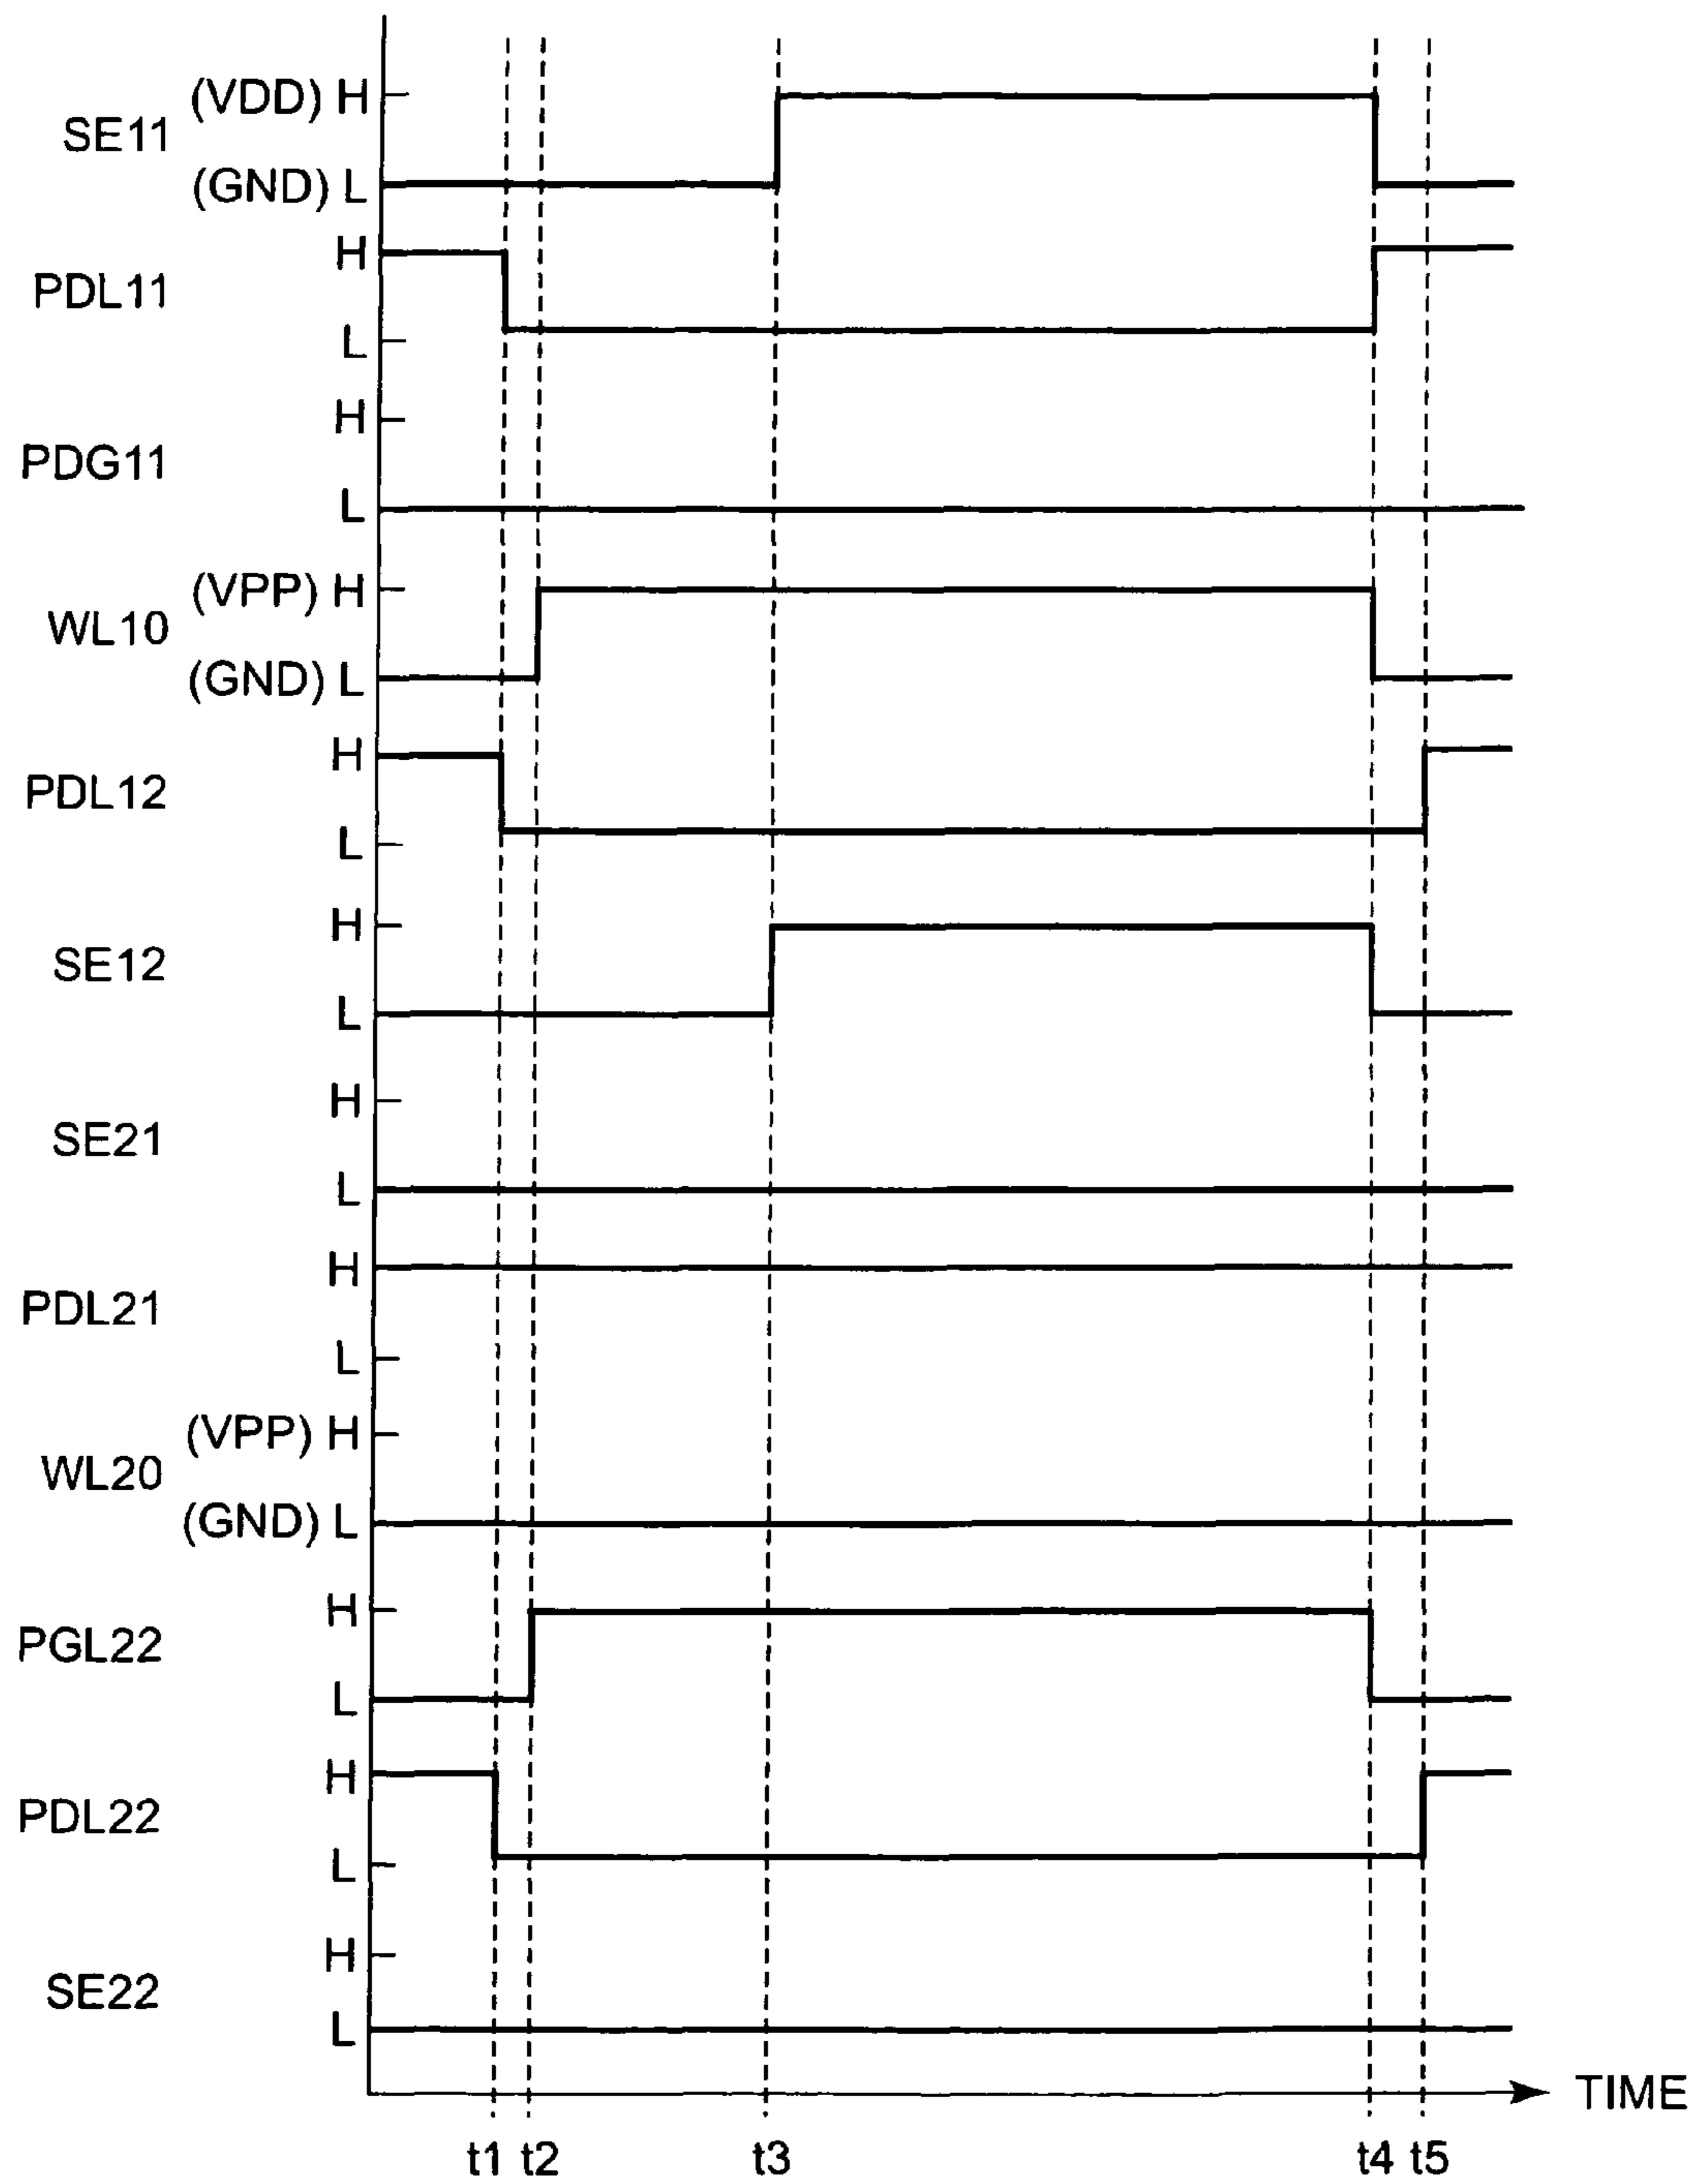 (VDD) H
SE11
(GND) L
H
PDL11
L
H
PDG11
L
(VPP) H
WL10
(GND) L
H
PDL12
L
H
SE12
L
H
SE21
L
H
PDL21
L
(VPP) H
WL20
(GND) L
H
PGL22
L
H
PDL22
L
H
SE22
L
TIME
t1 t2 t3 t4 t5